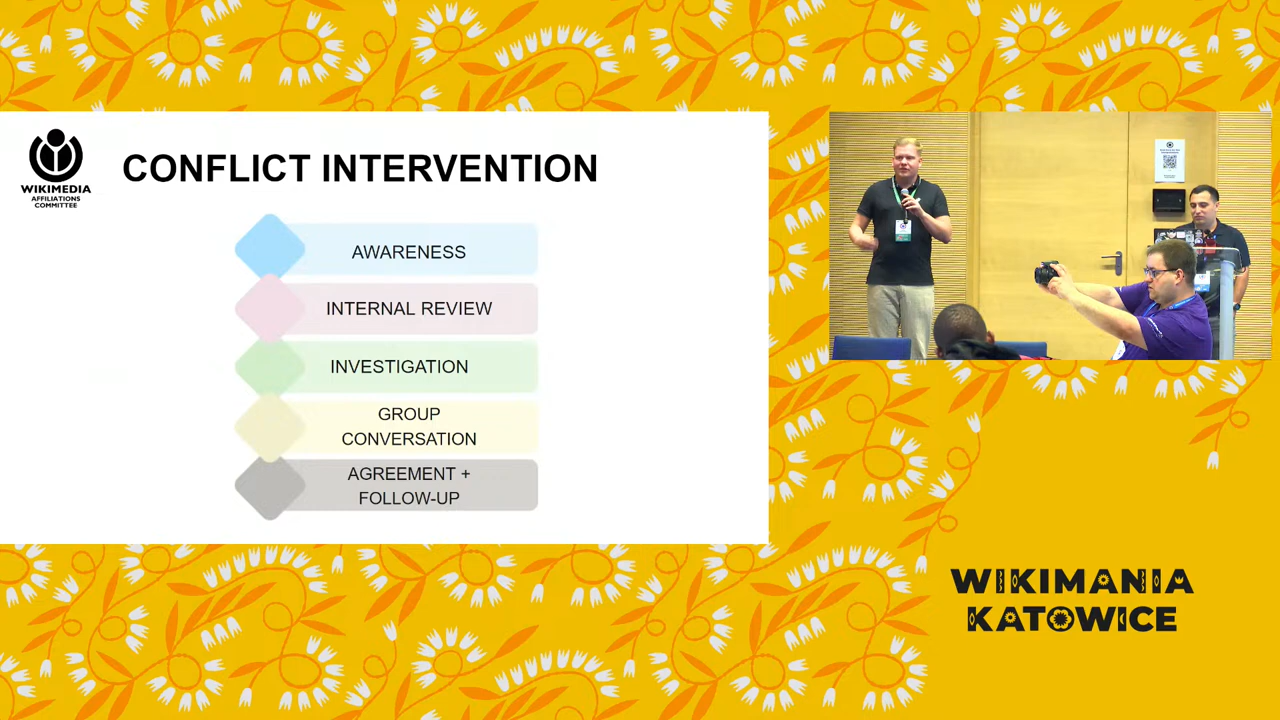 WIKIMEDIA
AFFILIATIONS
COMMITTEE
CONFLICT INTERVENTION
AWARENESS
INTERNAL REVIEW
INVESTIGATION
GROUP
CONVERSATION
AGREEMENT +
FOLLOW-UP
WIKIMANIA
KATOWICE